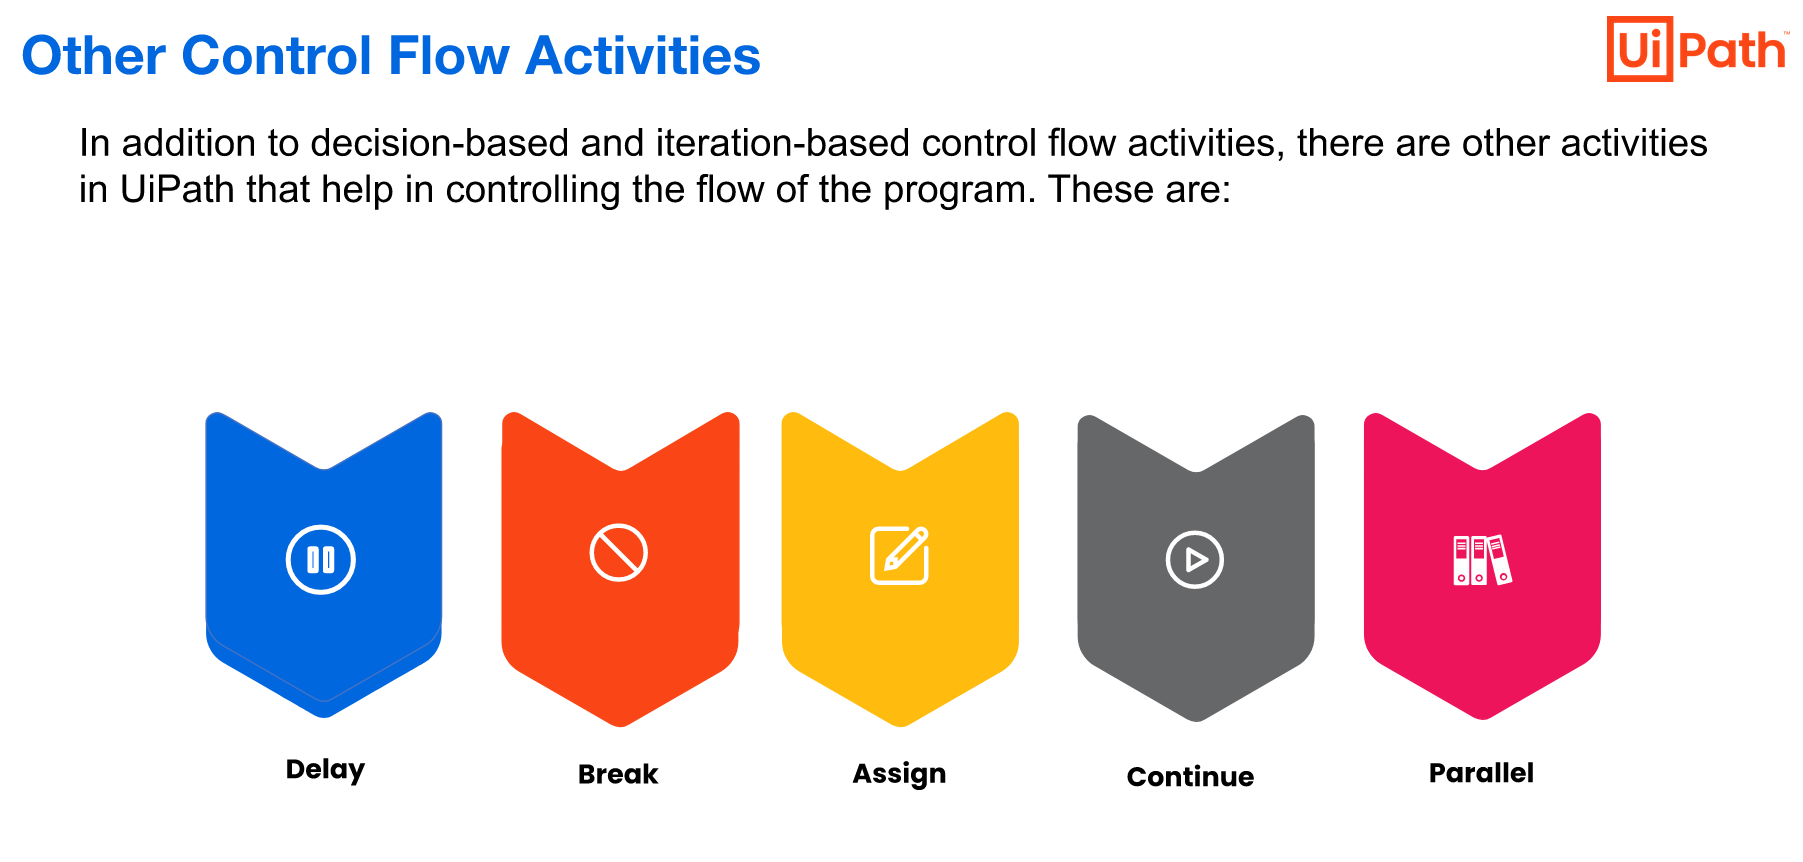 Other Control Flow Activities
UiPath™
In addition to decision-based and iteration-based control flow activities, there are other activities
in UiPath that help in controlling the flow of the program. These are:
Delay
Break
Assign
Continue
Parallel